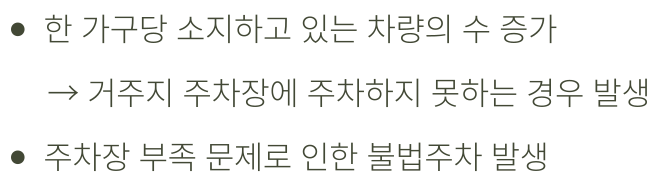 ● 한 가구당 소지하고 있는 차량의 수 증가
→ 거주지 주차장에 주차하지 못하는 경우 발생
● 주차장 부족 문제로 인한 불법주차 발생